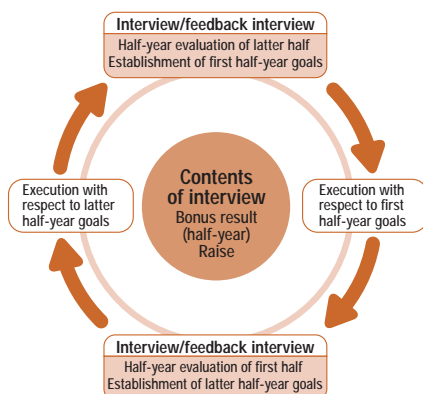 Interview/feedback interview
Half-year evaluation of latter half
Establishment of first half-year goals
Execution with
respect to latter
half-year goals
Contents
of interview
Bonus result
(half-year)
Raise
Execution with
respect to first
half-year goals
Interview/feedback interview
Half-year evaluation of first half
Establishment of latter half-year goals